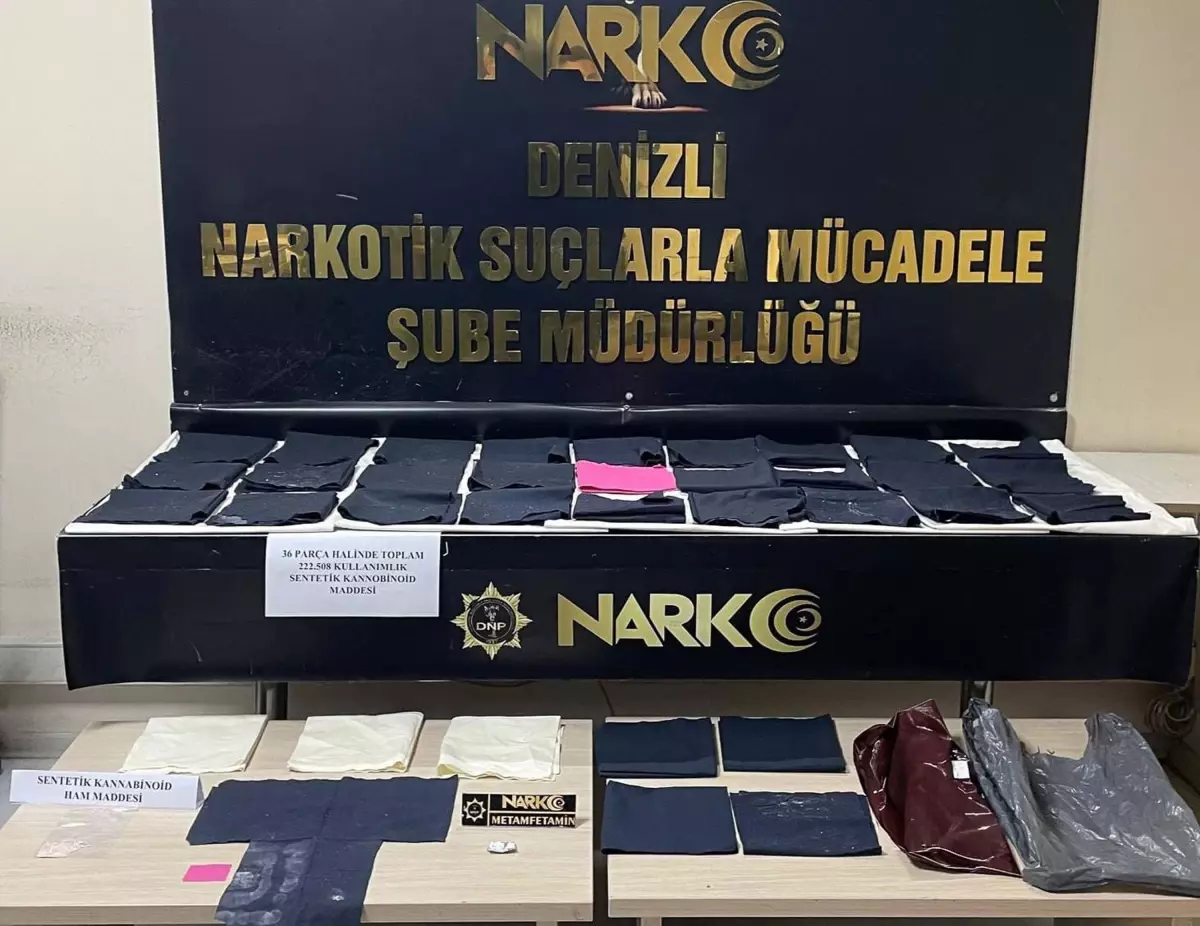 NARKO
DENİZLİ
NARKOTİK SUÇLARLA MÜCADELE
ŞUBE MÜDÜRLÜĞÜ
36 PARÇA HALİNDE TOPLAM
222.508 KULLANIMLIK
SENTETİK KANNOBİNOİD
MADDESİ
DNP
NARKO
SENTETİK KANNABİNOİD
HAM MADDESİ
NARKO
METAMFETAMİN